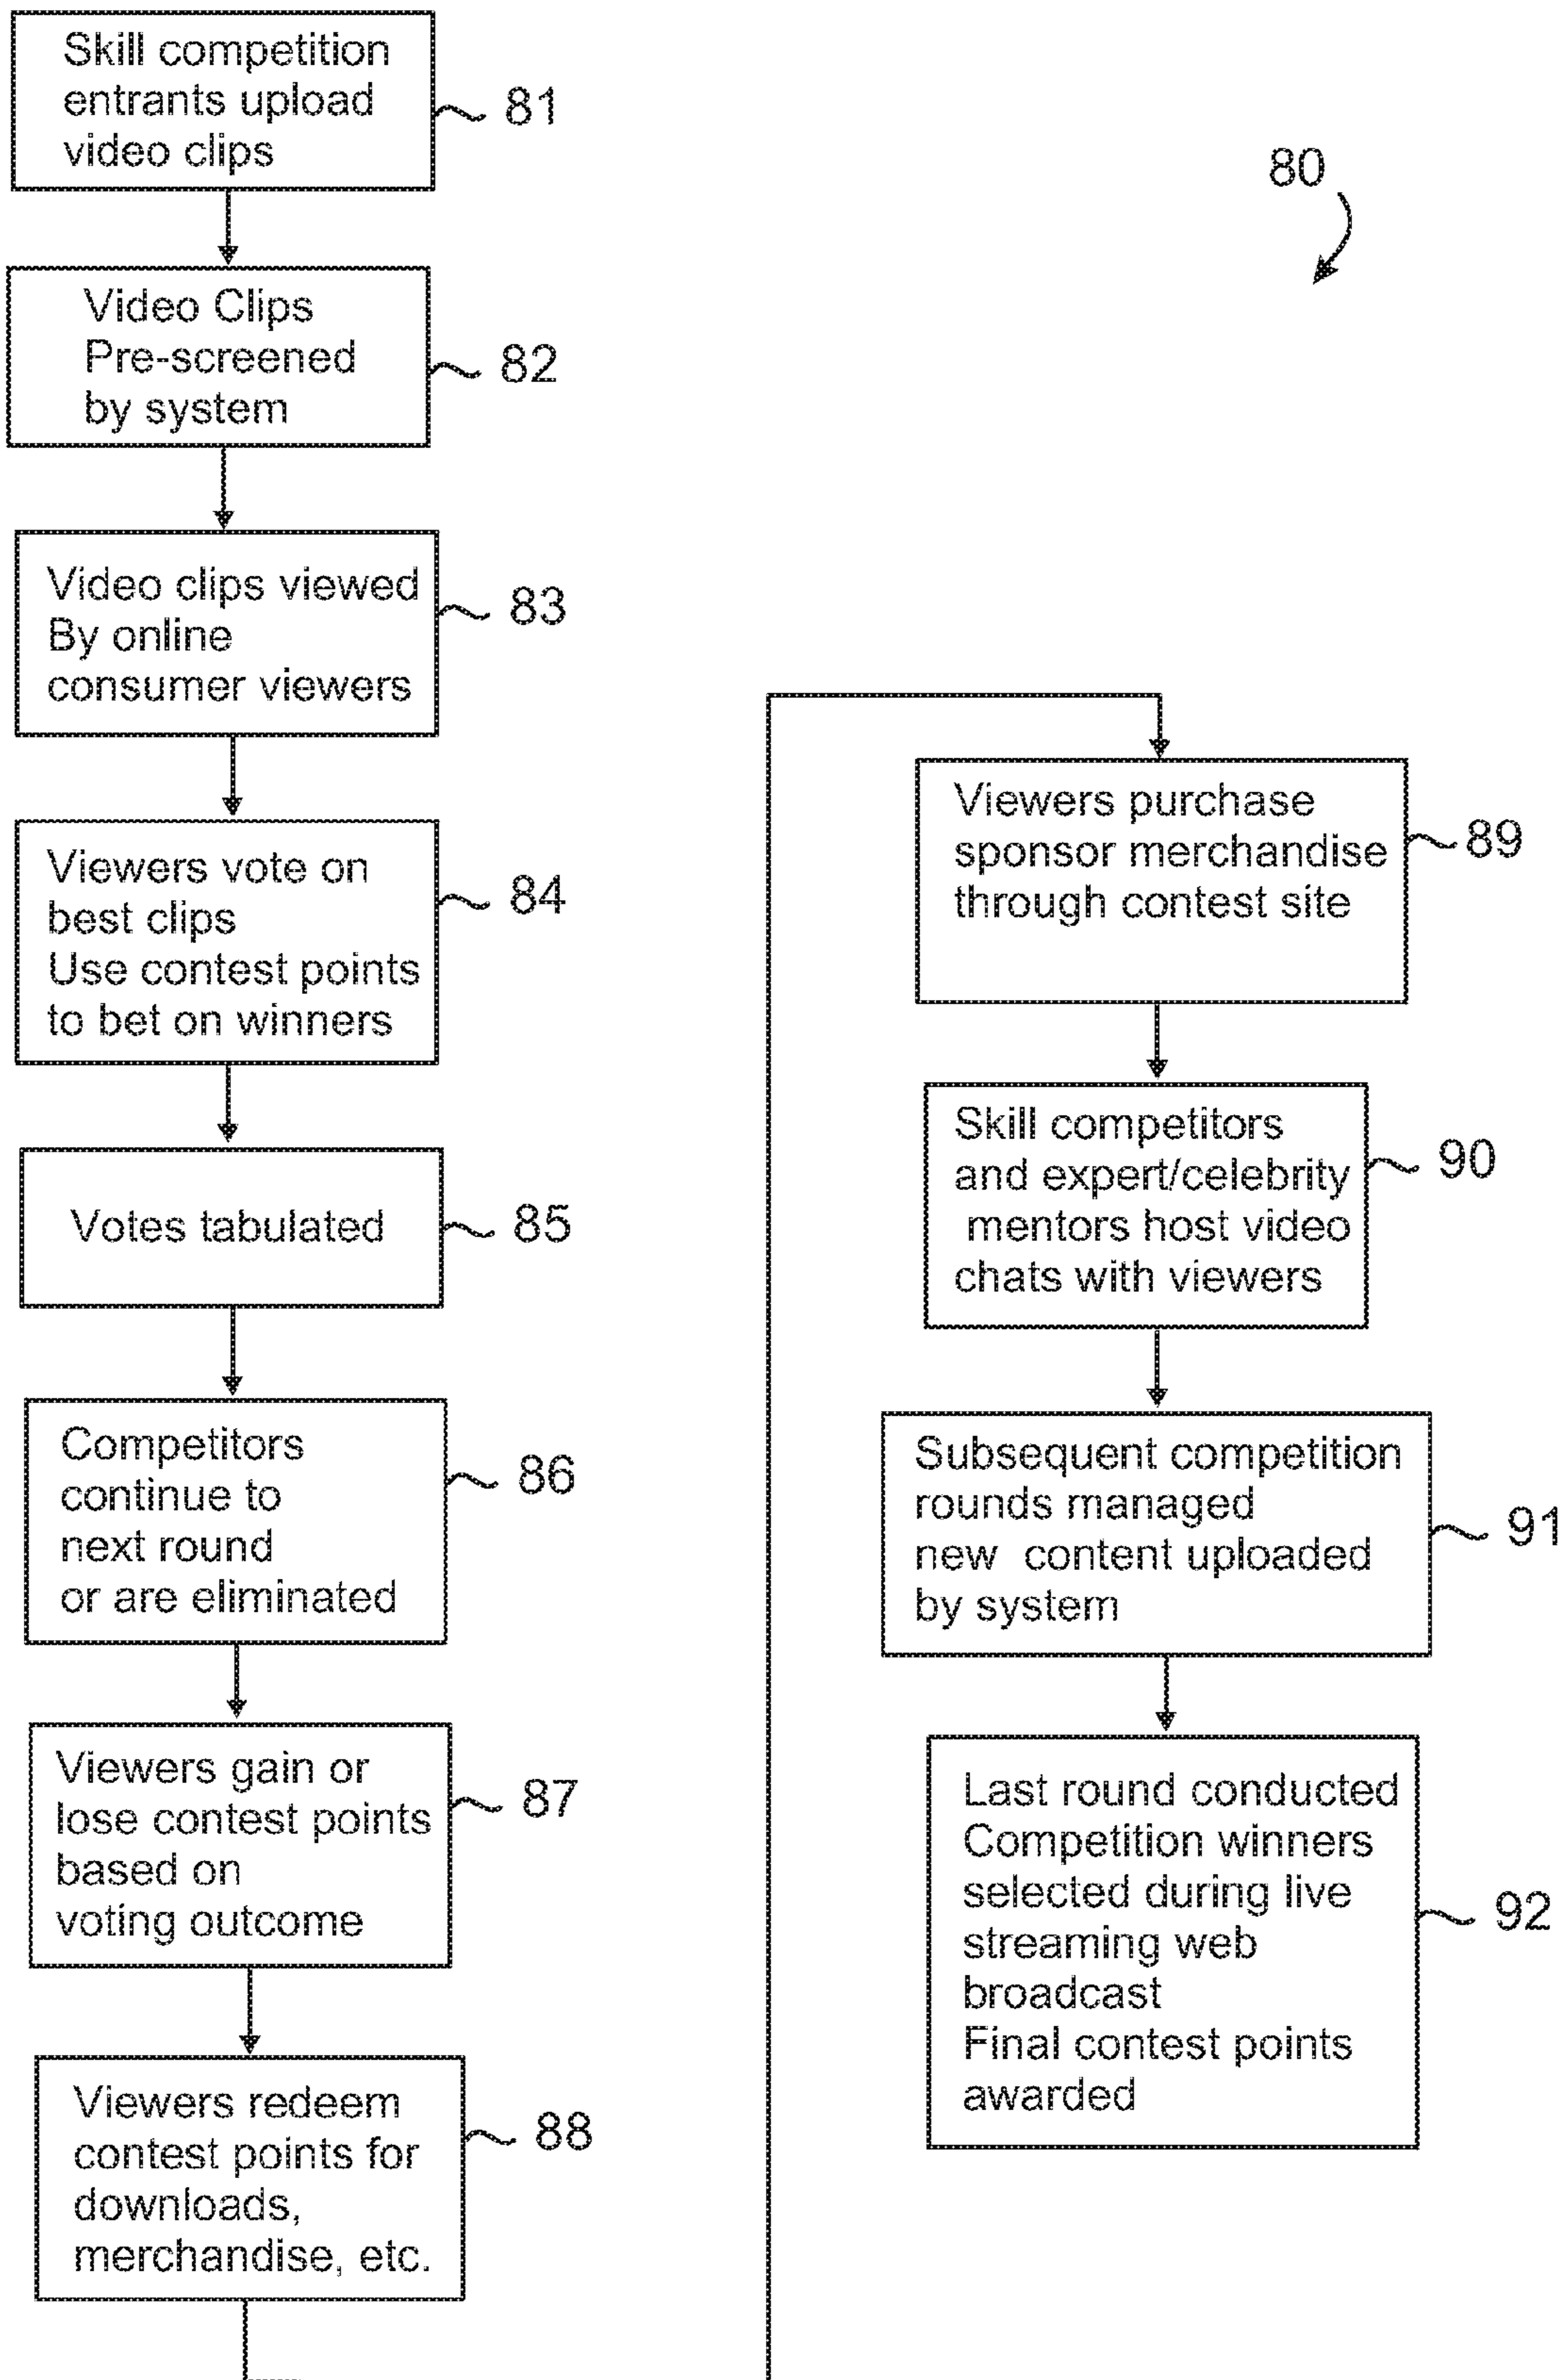 Skill competition
entrants upload
video clips
81
80
Video Clips
Pre-screened
by system
82
Video clips viewed
By online
consumer viewers
83
Viewers vote on
best clips
Use contest points
to bet on winners
84
Votes tabulated
85
Competitors
continue to
next round
or are eliminated
86
Viewers gain or
lose contest points
based on
voting outcome
87
Viewers redeem
contest points for
downloads,
merchandise, etc.
88
Viewers purchase
sponsor merchandise
through contest site
89
Skill competitors
and expert/celebrity
mentors host video
chats with viewers
90
Subsequent competition
rounds managed
new content uploaded
by system
91
Last round conducted
Competition winners
selected during live
streaming web
broadcast
Final contest points
awarded
92